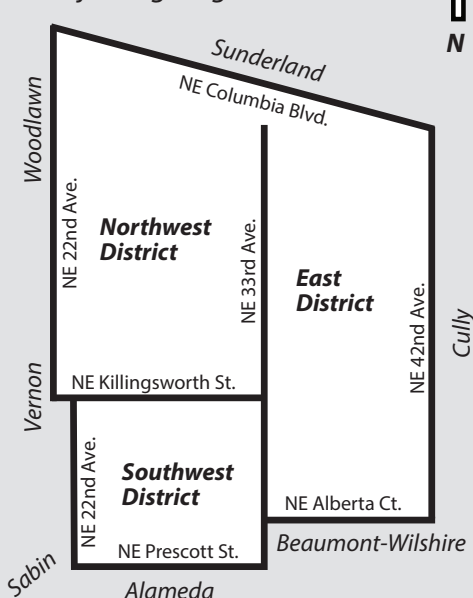 N
Sunderland
NE Columbia Blvd.
Woodlawn
NE 22nd Ave.
Northwest
District
NE 33rd Ave.
East
District
NE 42nd Ave.
Cully
Vernon
NE Killingsworth St.
Southwest
District
NE 22nd Ave.
NE Alberta Ct.
NE Prescott St.
Beaumont-Wilshire
Sabin
Alameda